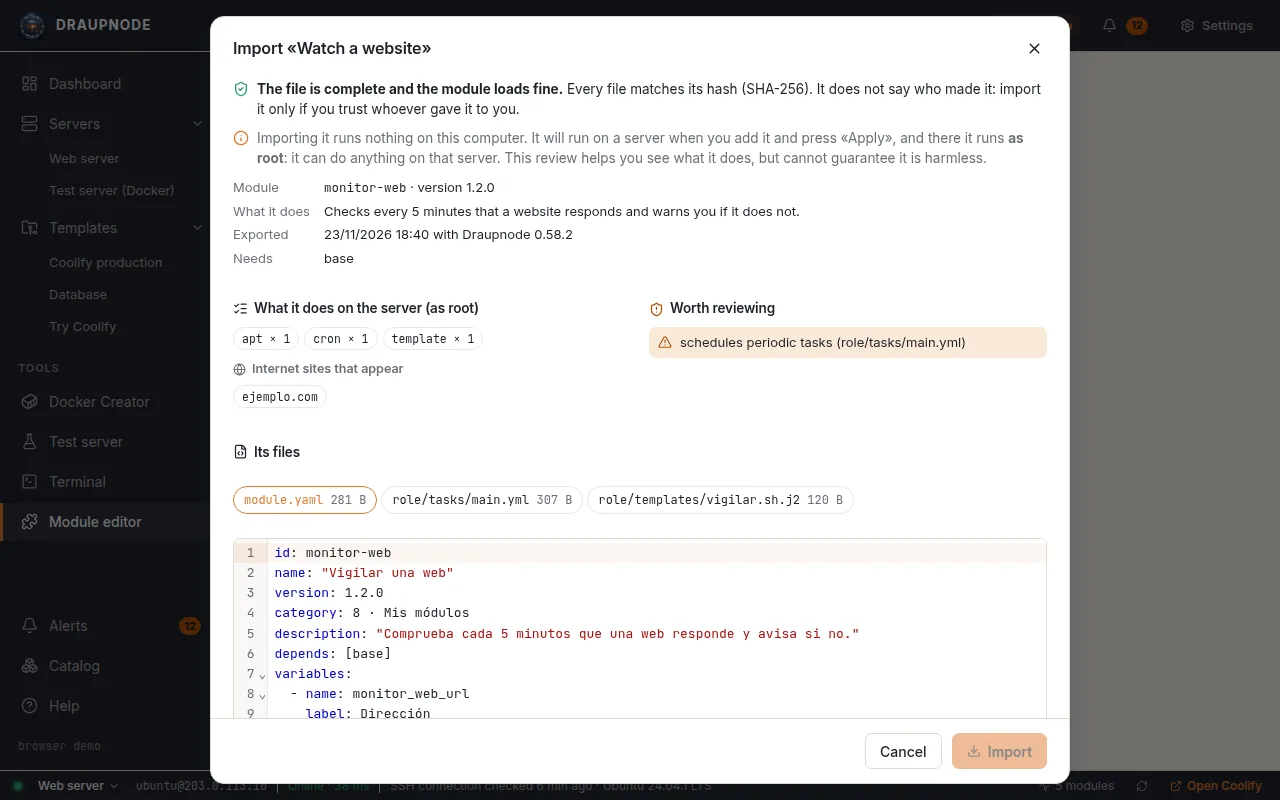 DRAUPNODE
12
Settings
Dashboard
Servers
Web server
Test server (Docker)
Templates
Coolify production
Database
Try Coolify
TOOLS
Docker Creator
Test server
Terminal
Module editor
Alerts
12
Catalog
Help
browser demo
Import «Watch a website»
The file is complete and the module loads fine. Every file matches its hash (SHA-256). It does not say who made it: import
it only if you trust whoever gave it to you.
Importing it runs nothing on this computer. It will run on a server when you add it and press «Apply», and there it runs as
root: it can do anything on that server. This review helps you see what it does, but cannot guarantee it is harmless.
Module monitor-web · version 1.2.0
What it does Checks every 5 minutes that a website responds and warns you if it does not.
Exported 23/11/2026 18:40 with Draupnode 0.58.2
Needs base
What it does on the server (as root)
apt × 1 cron × 1 template × 1
Internet sites that appear
ejemplo.com
Worth reviewing
schedules periodic tasks (role/tasks/main.yml)
Its files
module.yaml 281 B role/tasks/main.yml 307 B role/templates/vigilar.sh.j2 120 B
1 id: monitor-web
2 name: "Vigilar una web"
3 version: 1.2.0
4 category: 8 · Mis módulos
5 description: "Comprueba cada 5 minutos que una web responde y avisa si no."
6 depends: [base]
7 variables:
8 - name: monitor_web_url
9 label: Dirección
Cancel
Import
Web server ubuntu@203.0.113.10 Online · 38 ms SSH connection checked 6 min ago · Ubuntu 24.04.1 LTS
5 modules
Open Coolify